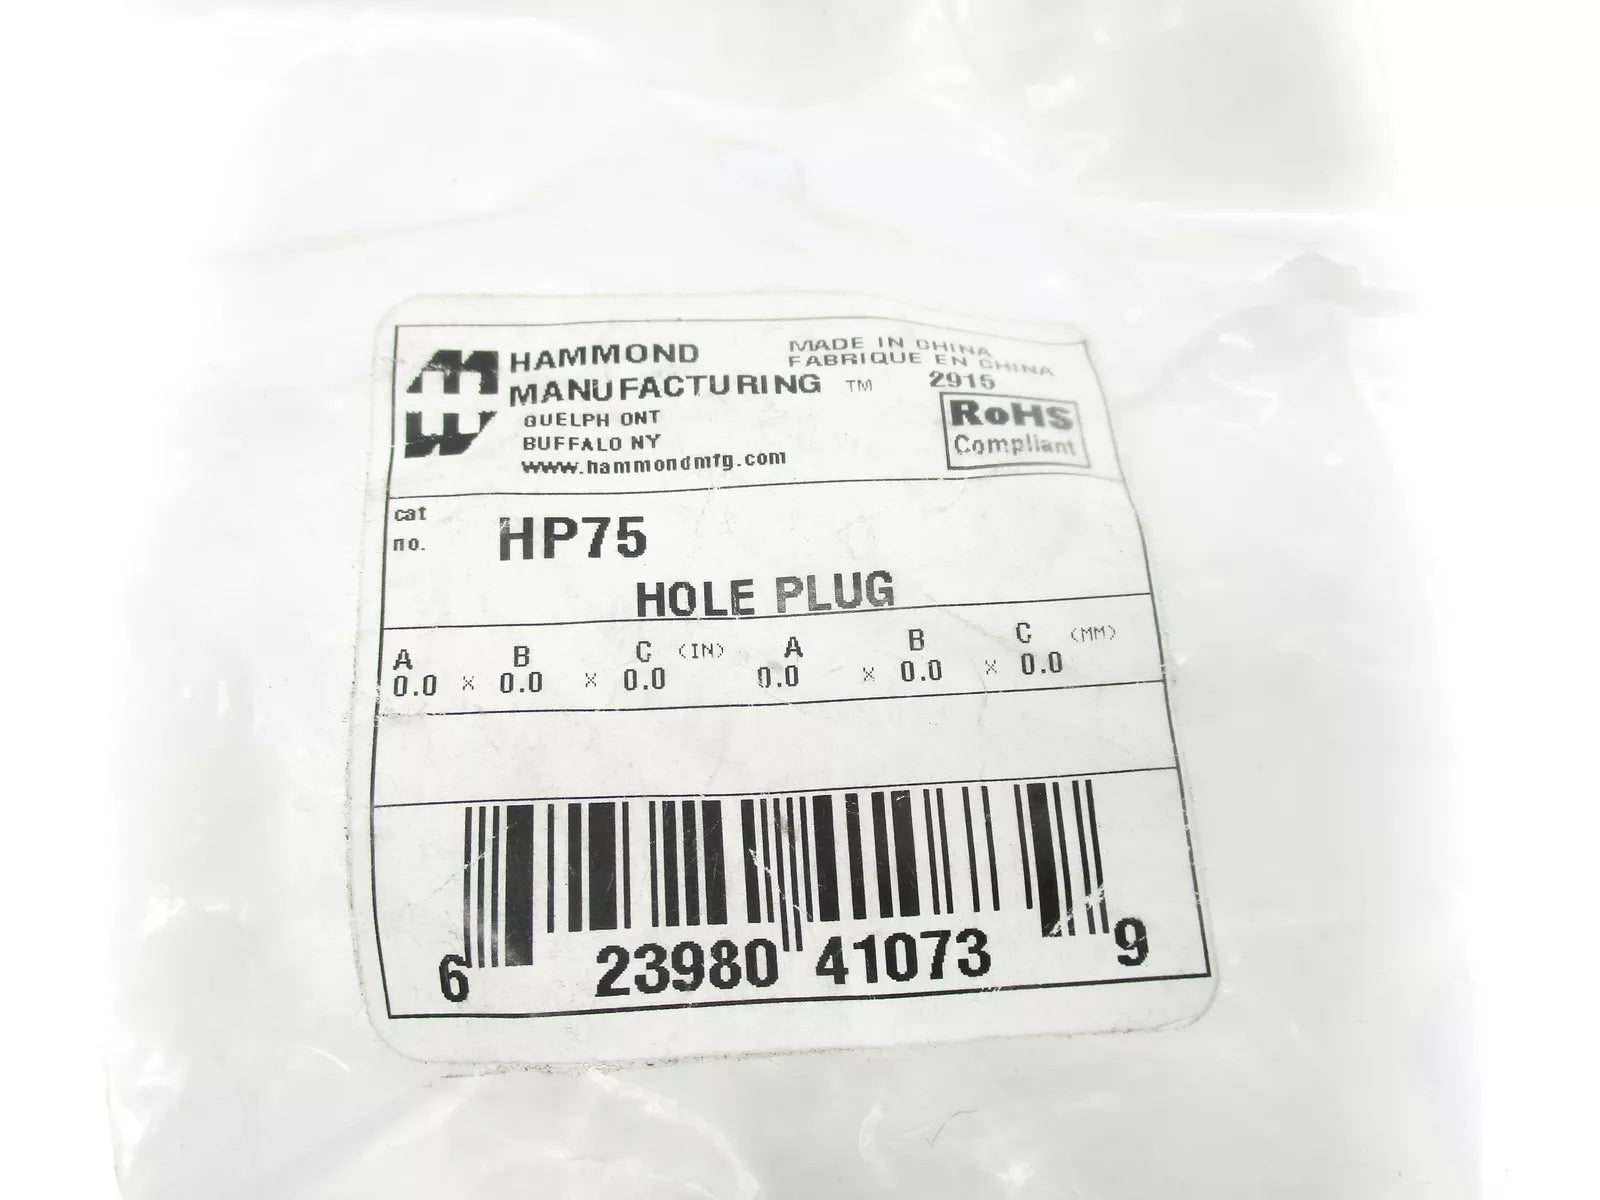 HAMMOND
MANUFACTURING ™
GUELPH ONT
BUFFALO NY
www.hammondmfg.com
MADE IN CHINA
FABRIQUE EN CHINA
2915
RoHS
Compliant
cat
no.
HP75
HOLE PLUG
A B C (IN) A B C (MM)
0.0 x 0.0 x 0.0 0.0 x 0.0 x 0.0
6 23980 41073 9